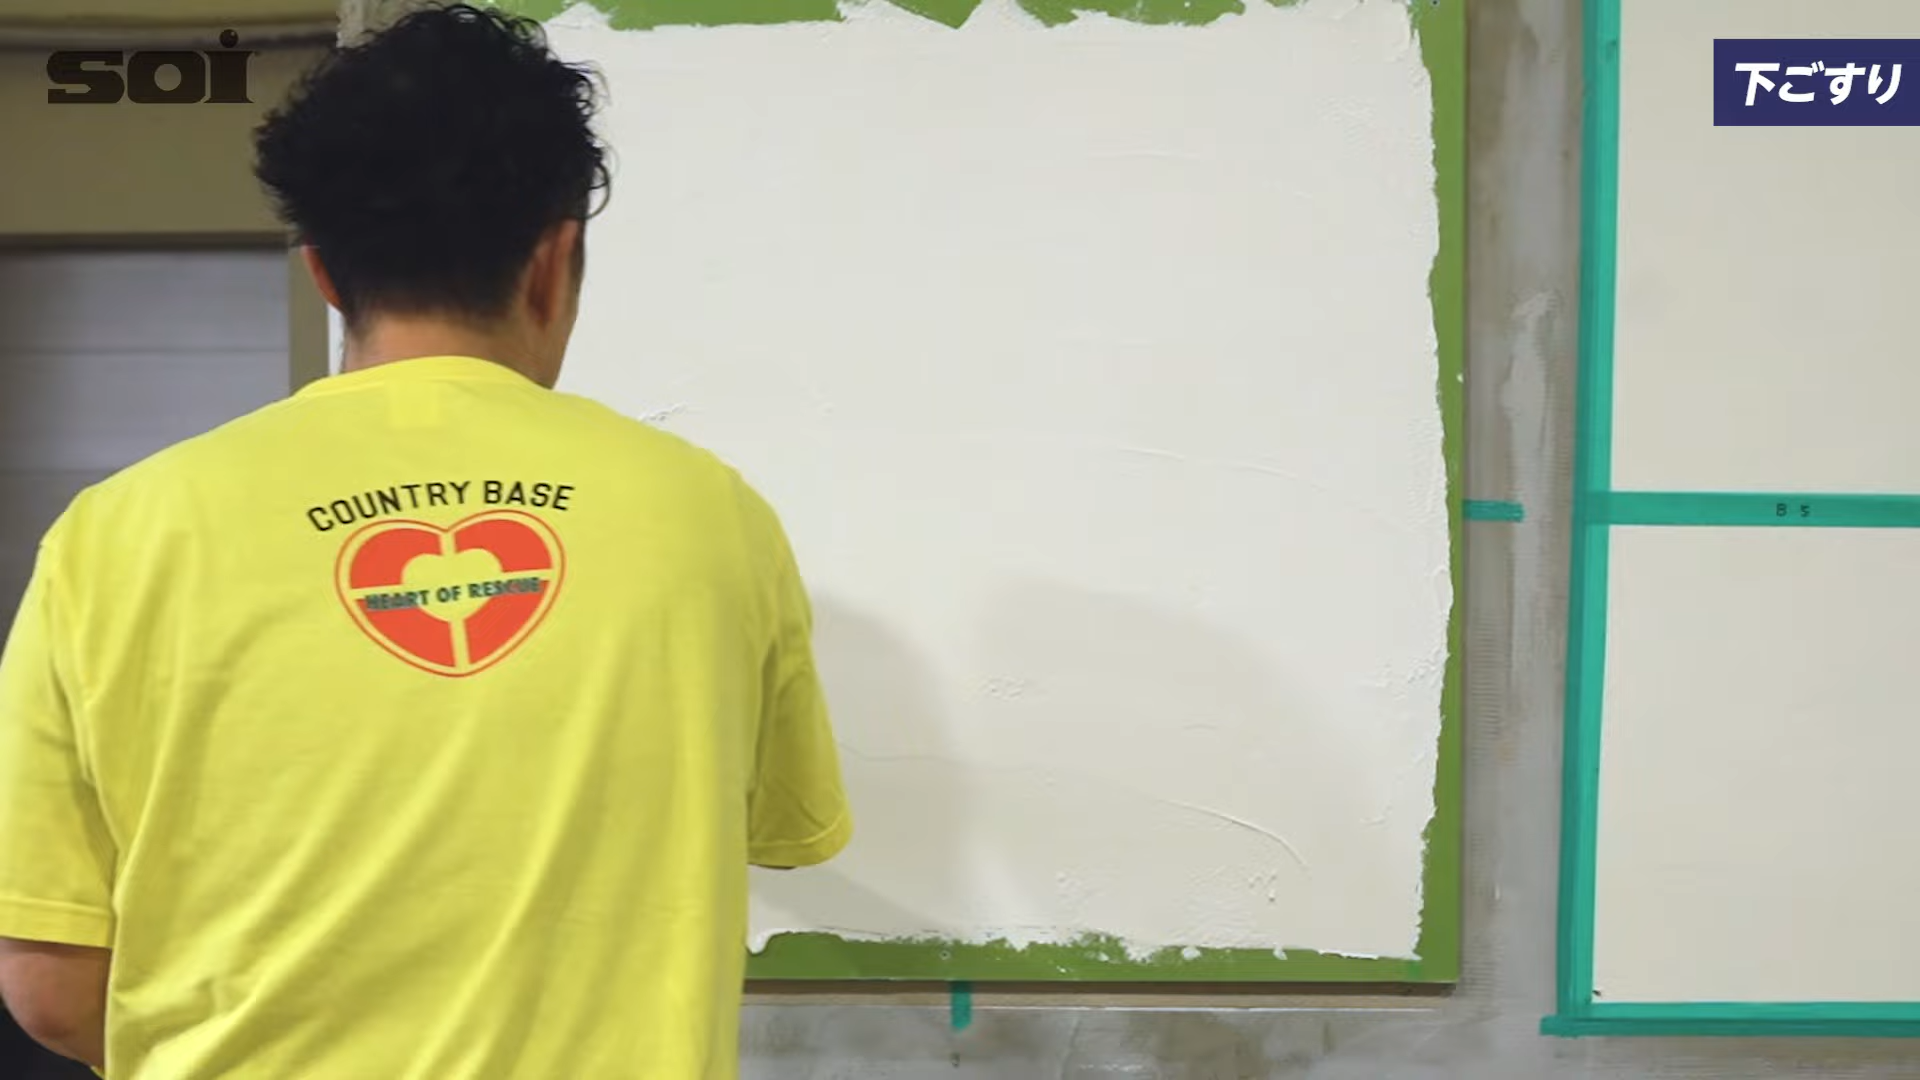 soi
下ごすり
COUNTRY BASE
HEART OF RESCUE